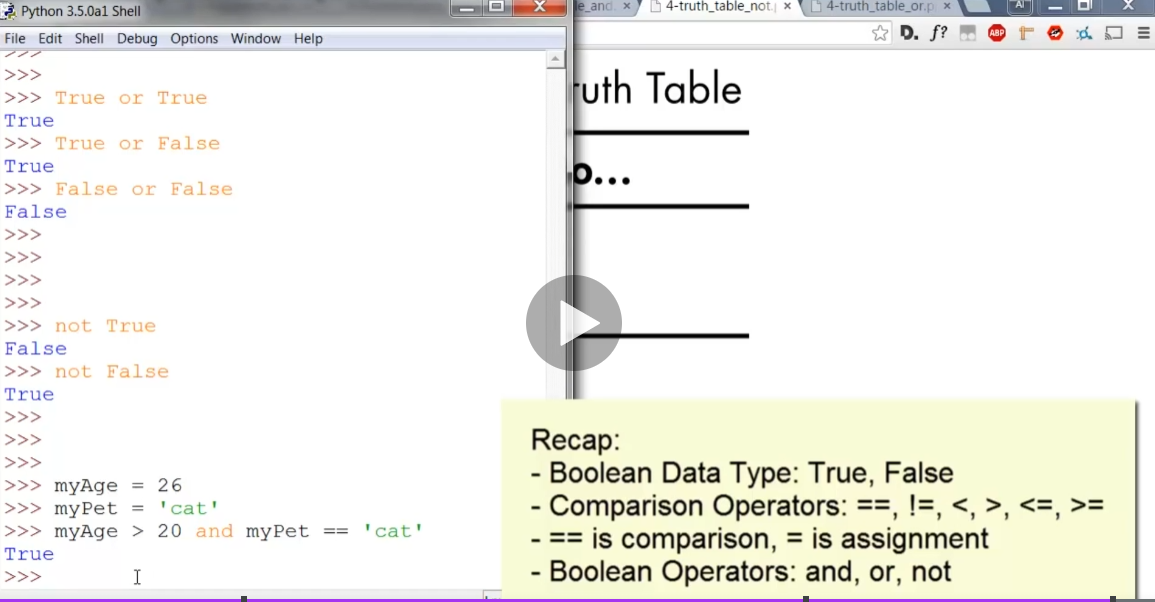 Python 3.5.0a1 Shell
File Edit Shell Debug Options Window Help
>>>
>>>
>>> True or True
True
>>> True or False
True
>>> False or False
False
>>>
>>>
>>>
>>>
>>> not True
False
>>> not False
True
>>>
>>>
>>>
>>> myAge = 26
>>> myPet = 'cat'
>>> myAge > 20 and myPet == 'cat'
True
>>>
le_and.
4-truth_table_not.
4-truth_table_or.p
AI
D. f? ABP
ruth Table
o...
Recap:
- Boolean Data Type: True, False
- Comparison Operators: ==, !=, <, >, <=, >=
- == is comparison, = is assignment
- Boolean Operators: and, or, not